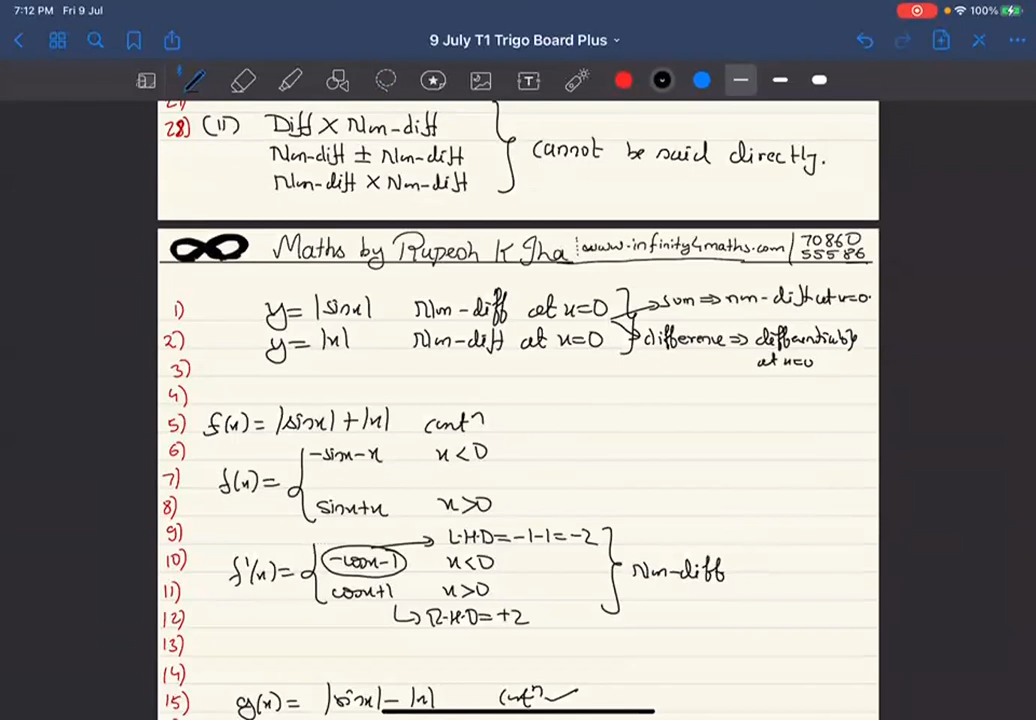 7:12 PM Fri 9 Jul
100%
9 July T1 Trigo Board Plus
T
28) (11) Diff X Non-diff
Non-diff ± Non-diff
Non-diff X Non-diff
cannot be said directly.
∞ Maths by Rupesh K Jha www.infinity4maths.com / 70860 55586
1) y = |sinx| Non-diff at x=0 → sum ⇒ non-diff at x=0.
2) y = |x| Non-diff at x=0 → difference ⇒ differentiable at x=0
3)
4)
5) f(x) = |sinx| + |x| contⁿ
6) -sinx-x x<0
7) f(x) =
8) sinx+x x>0
9) L.H.D = -1-1 = -2
10) f'(x) = -cosx-1 x<0 Non-diff
11) cosx+1 x>0
12) R.H.D = +2
13)
14)
15) g(x) = |sinx| - |x| contⁿ ✓